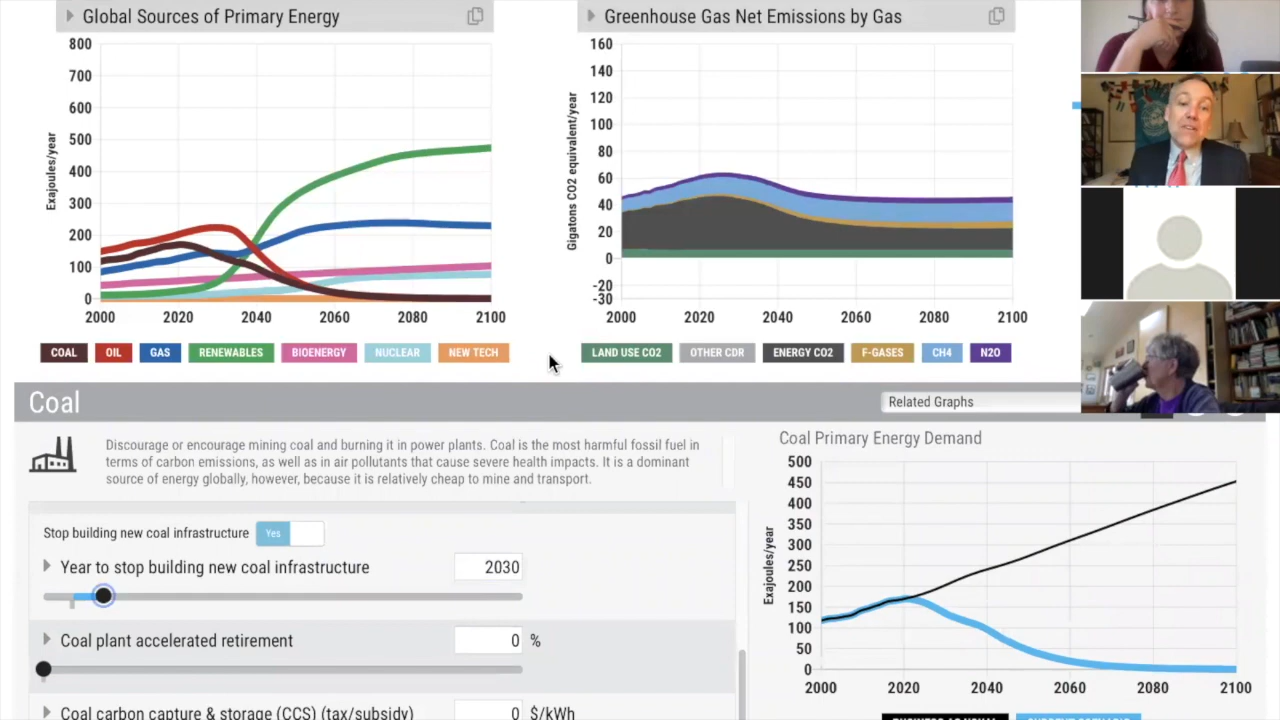 Global Sources of Primary Energy
800
700
600
500
400
300
200
100
0
Exajoules/year
2000 2020 2040 2060 2080 2100
COAL OIL GAS RENEWABLES BIOENERGY NUCLEAR NEW TECH
Greenhouse Gas Net Emissions by Gas
160
140
120
100
80
60
40
20
0
-20
-30
Gigatons CO2 equivalent/year
2000 2020 2040 2060 2080 2100
LAND USE CO2 OTHER CDR ENERGY CO2 F-GASES CH4 N2O
Coal
Related Graphs
Discourage or encourage mining coal and burning it in power plants. Coal is the most harmful fossil fuel in
terms of carbon emissions, as well as in air pollutants that cause severe health impacts. It is a dominant
source of energy globally, however, because it is relatively cheap to mine and transport.
Stop building new coal infrastructure Yes
Year to stop building new coal infrastructure 2030
Coal plant accelerated retirement 0 %
Coal carbon capture & storage (CCS) (tax/subsidy) 0 $/kWh
Coal Primary Energy Demand
500
450
400
350
300
250
200
150
100
50
0
Exajoules/year
2000 2020 2040 2060 2080 2100